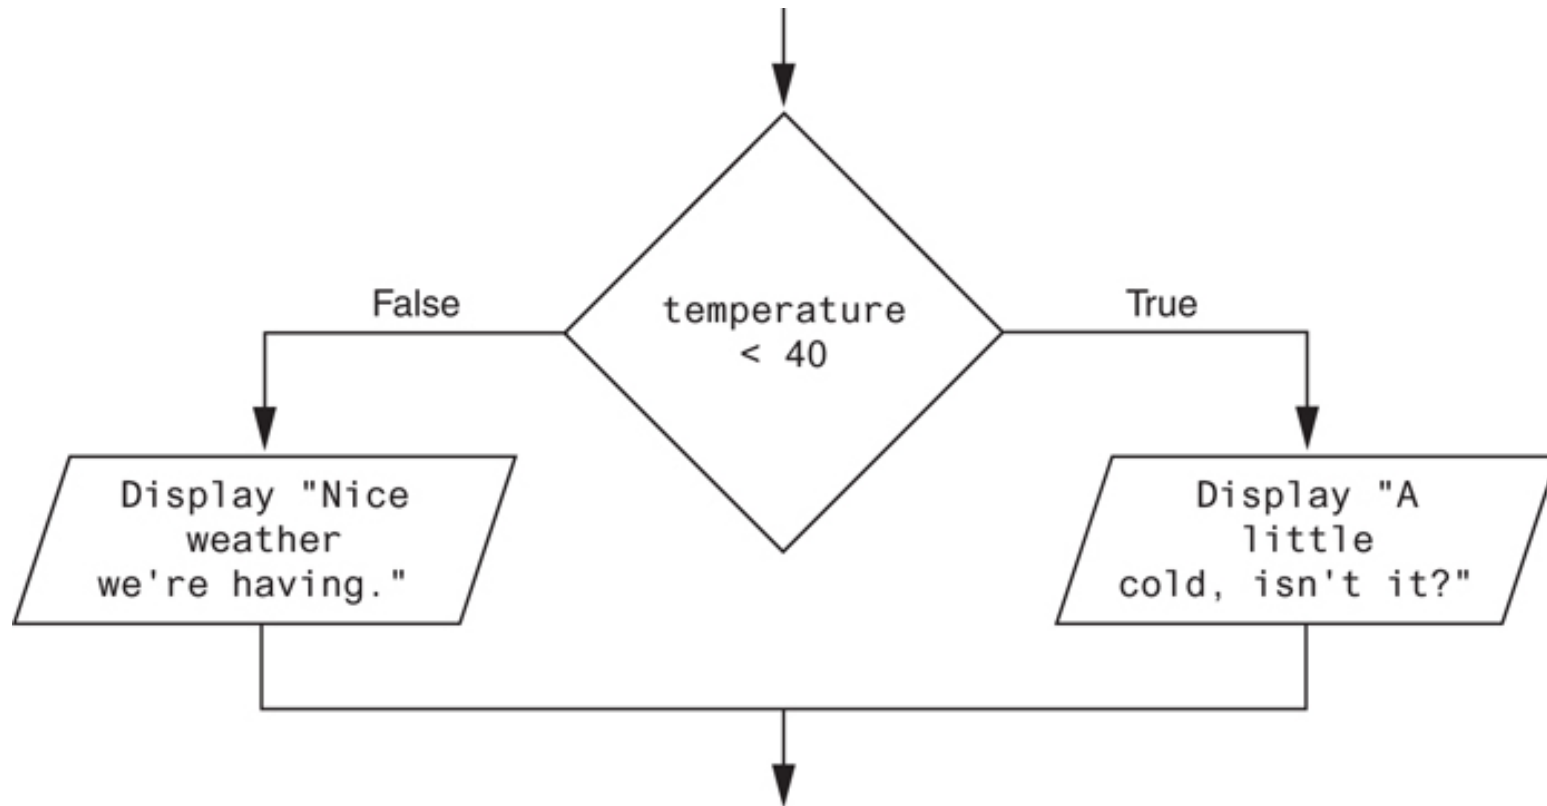 False
True
temperature
< 40
Display "Nice
weather
we're having."
Display "A
little
cold, isn't it?"